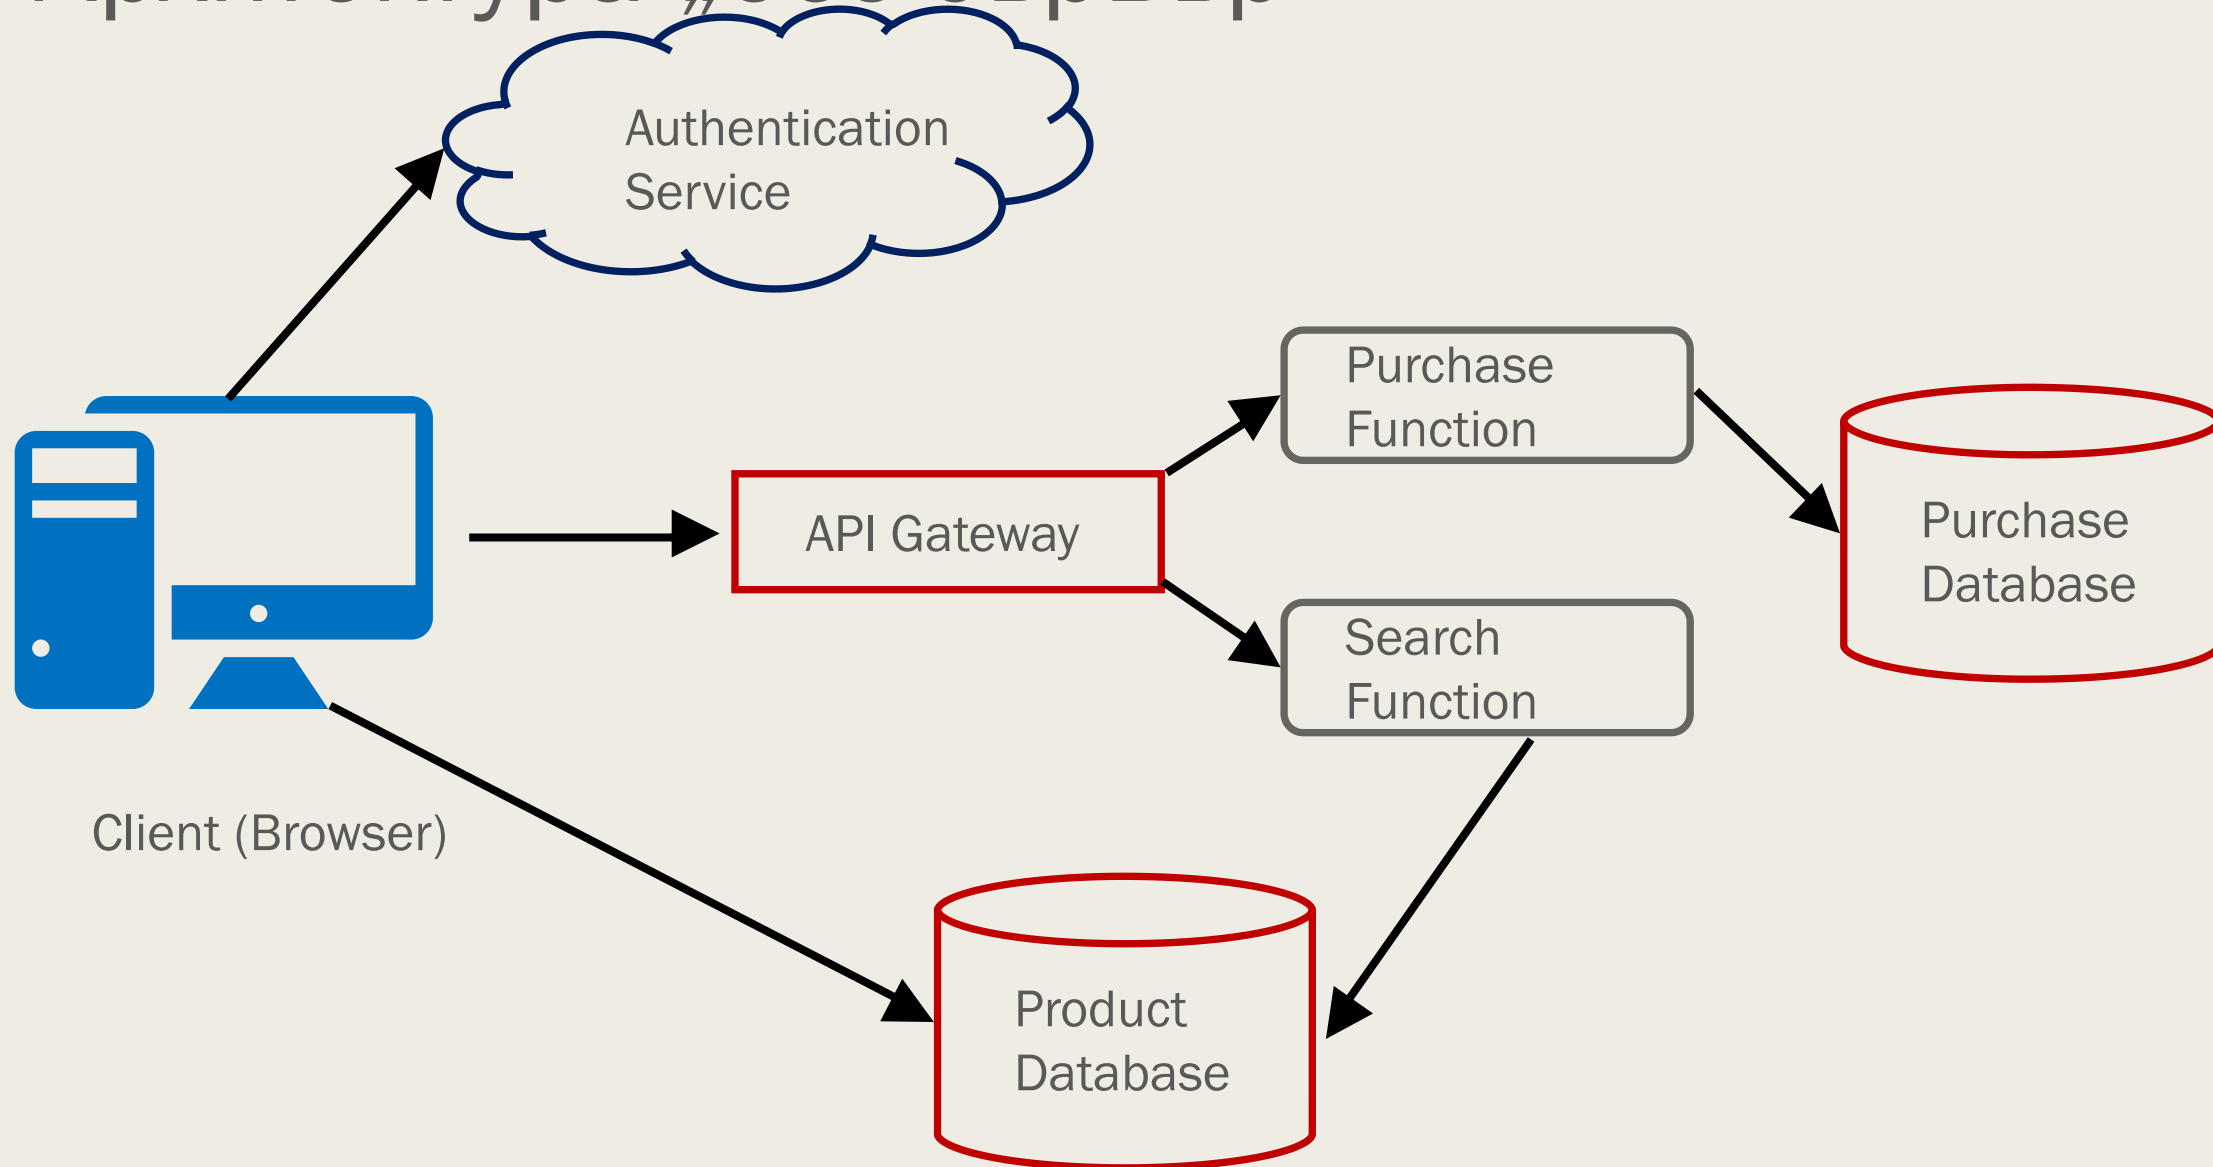 Authentication
Service
Purchase
Function
API Gateway
Purchase
Database
Search
Function
Client (Browser)
Product
Database